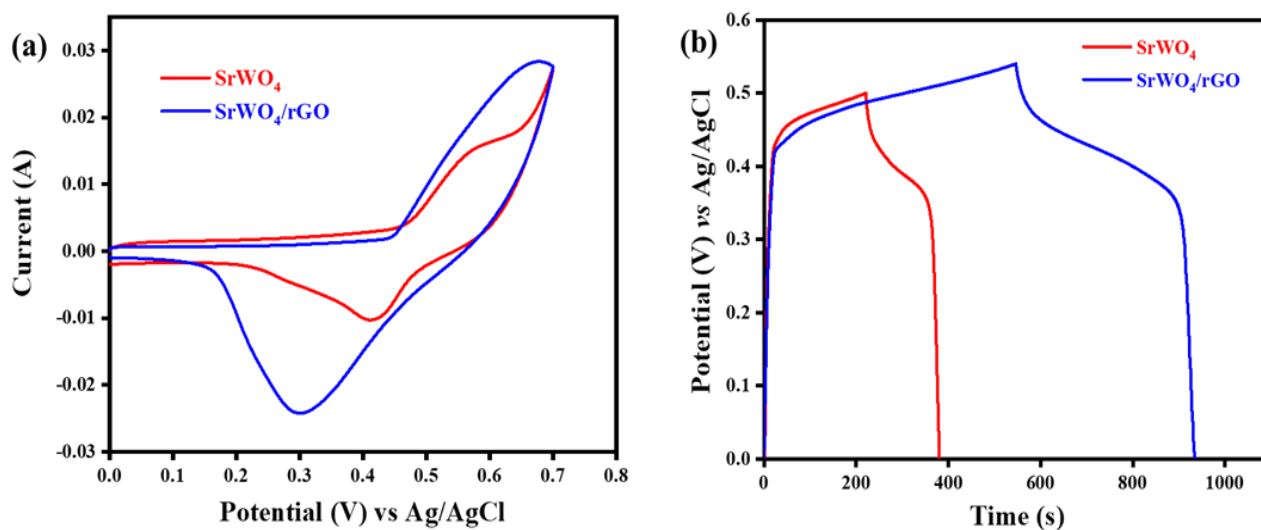 (a)
SrWO₄
SrWO₄/rGO
Current (A)
0.03
0.02
0.01
0.00
-0.01
-0.02
-0.03
0.0 0.1 0.2 0.3 0.4 0.5 0.6 0.7 0.8
Potential (V) vs Ag/AgCl
(b)
SrWO₄
SrWO₄/rGO
Potential (V) vs Ag/AgCl
0.6
0.5
0.4
0.3
0.2
0.1
0.0
0 200 400 600 800 1000
Time (s)